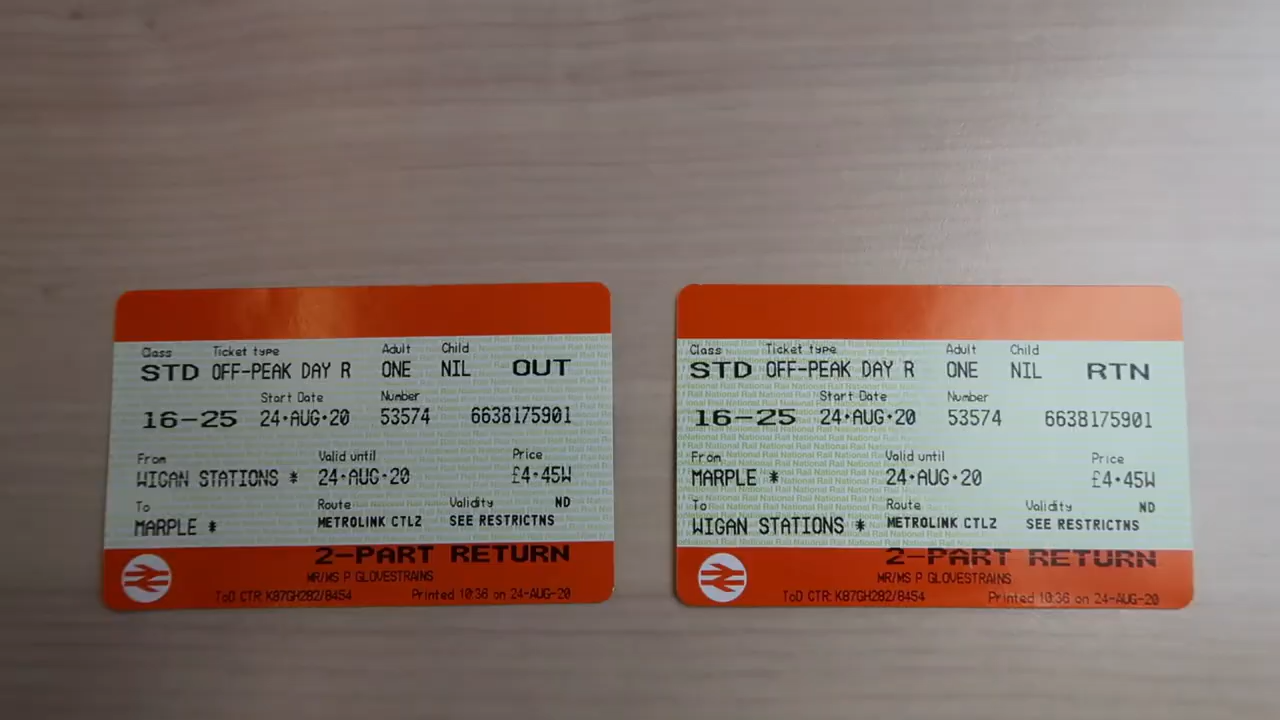 Class Ticket type Adult Child
STD OFF-PEAK DAY R ONE NIL OUT
Start Date Number
16-25 24·AUG·20 53574 6638175901
From Valid until Price
WIGAN STATIONS * 24·AUG·20 £4·45W
To Route Validity ND
MARPLE * METROLINK CTLZ SEE RESTRICTNS
2-PART RETURN
MR/MS P GLOVESTRAINS
ToD CTR K87GH282/8454 Printed 10:36 on 24-AUG-20
Class Ticket type Adult Child
STD OFF-PEAK DAY R ONE NIL RTN
Start Date Number
16-25 24·AUG·20 53574 6638175901
From Valid until Price
MARPLE * 24·AUG·20 £4·45W
To Route Validity ND
WIGAN STATIONS * METROLINK CTLZ SEE RESTRICTNS
2-PART RETURN
MR/MS P GLOVESTRAINS
ToD CTR K87GH282/8454 Printed 10:36 on 24-AUG-20